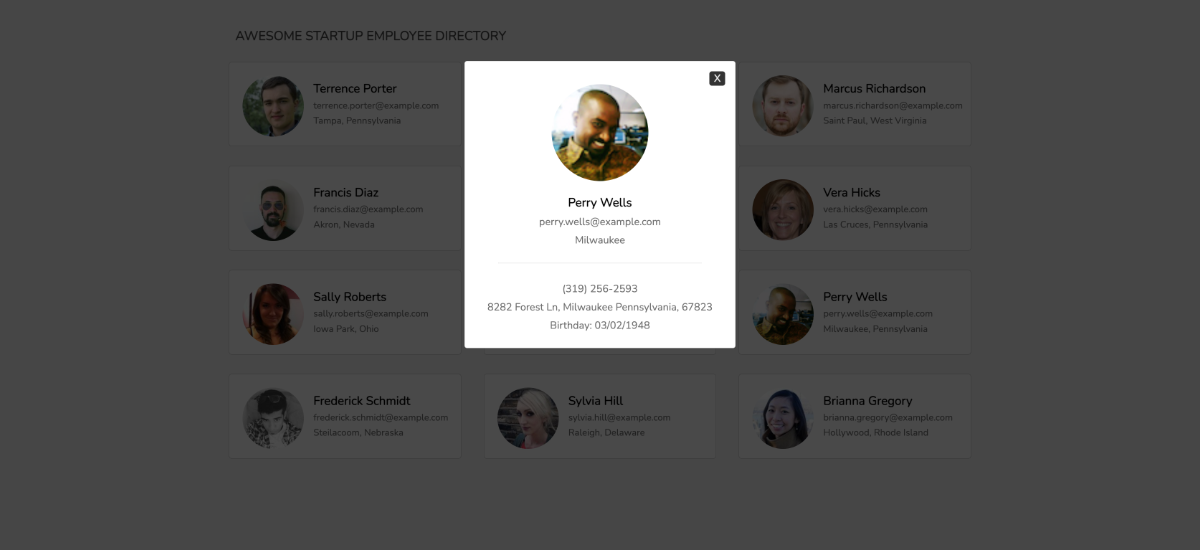 AWESOME STARTUP EMPLOYEE DIRECTORY
Terrence Porter
terrence.porter@example.com
Tampa, Pennsylvania
X
Perry Wells
perry.wells@example.com
Milwaukee
(319) 256-2593
8282 Forest Ln, Milwaukee Pennsylvania, 67823
Birthday: 03/02/1948
Marcus Richardson
marcus.richardson@example.com
Saint Paul, West Virginia
Francis Diaz
francis.diaz@example.com
Akron, Nevada
Vera Hicks
vera.hicks@example.com
Las Cruces, Pennsylvania
Sally Roberts
sally.roberts@example.com
Iowa Park, Ohio
Perry Wells
perry.wells@example.com
Milwaukee, Pennsylvania
Frederick Schmidt
frederick.schmidt@example.com
Steilacoom, Nebraska
Sylvia Hill
sylvia.hill@example.com
Raleigh, Delaware
Brianna Gregory
brianna.gregory@example.com
Hollywood, Rhode Island